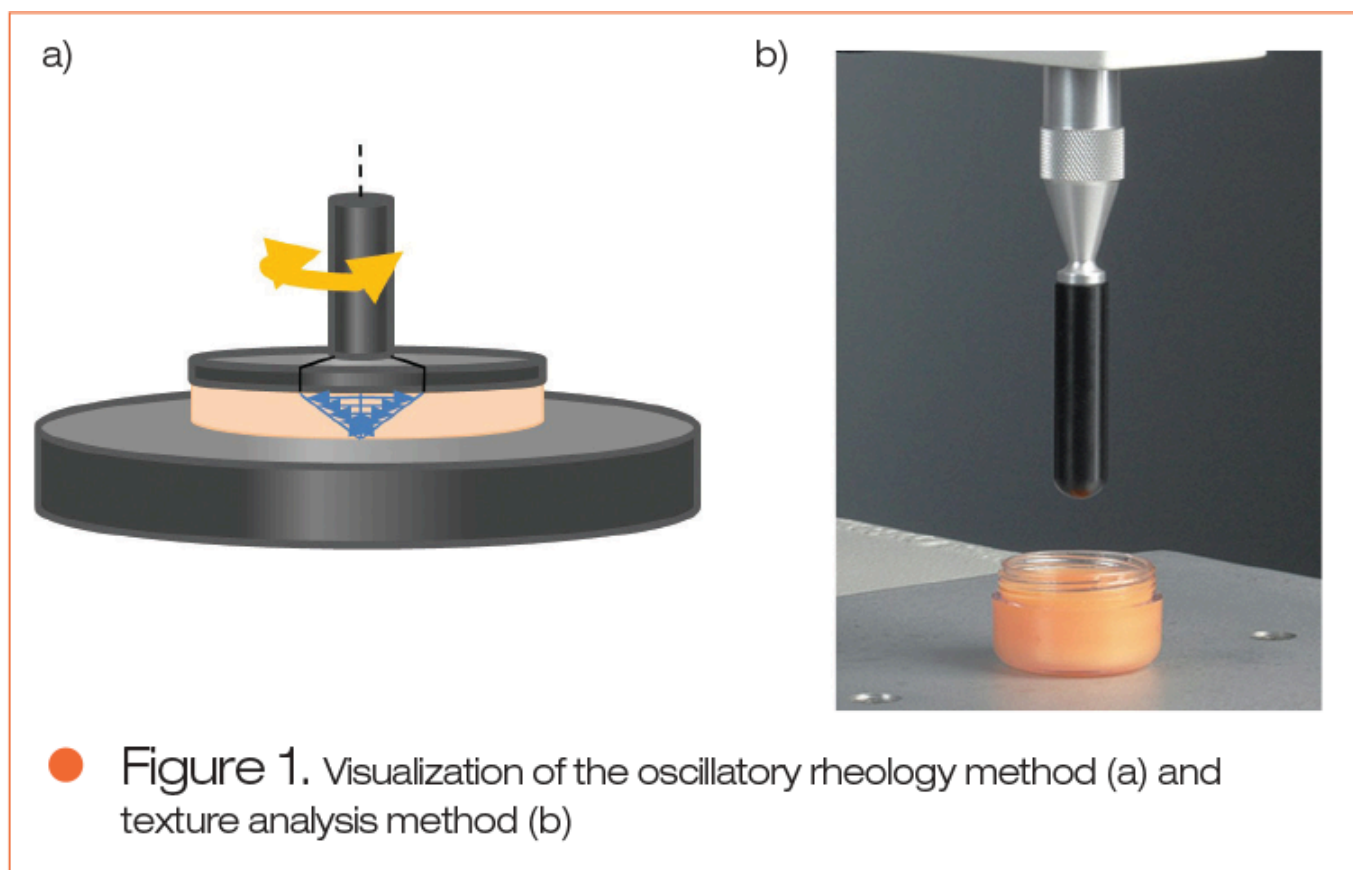 a)
b)
Figure 1. Visualization of the oscillatory rheology method (a) and
texture analysis method (b)